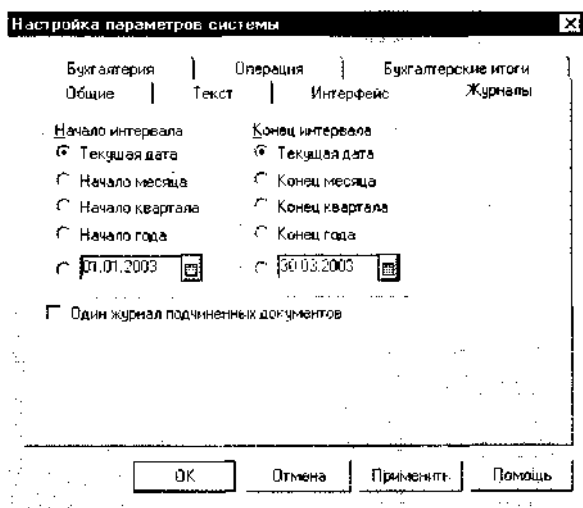 Настройка параметров системы
Бухгалтерия Операция Бухгалтерские итоги
Общие Текст Интерфейс Журналы
Начало интервала Конец интервала
Текущая дата Текущая дата
Начало месяца Конец месяца
Начало квартала Конец квартала
Начало года Конец года
01.01.2003 30.03.2003
Один журнал подчиненных документов
OK Отмена Применить Помощь